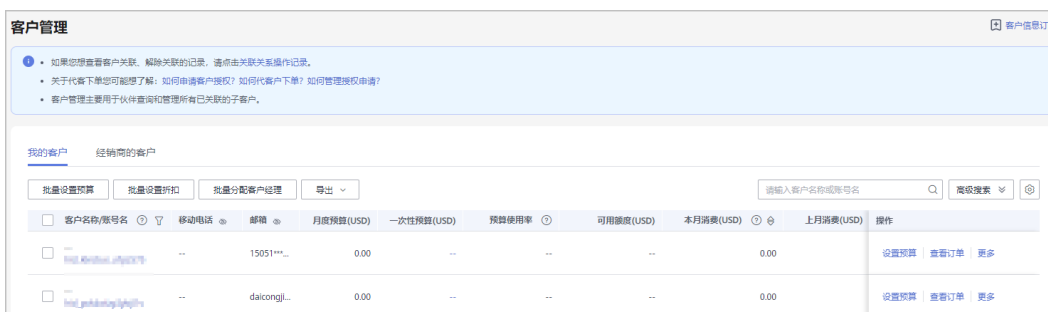 客户管理
客户信息订
如果您想查看客户关联、解除关联的记录，请点击关联关系操作记录。
关于代客下单您可能想了解：如何申请客户授权？如何代客户下单？如何管理授权申请？
客户管理主要用于伙伴查询和管理所有已关联的子客户。
我的客户 经销商的客户
批量设置预算 批量设置折扣 批量分配客户经理 导出 请输入客户名称或账号名 高级搜索
客户名称/账号名 移动电话 邮箱 月度预算(USD) 一次性预算(USD) 预算使用率 可用额度(USD) 本月消费(USD) 上月消费(USD) 操作
-- 15051***... 0.00 -- -- -- 0.00 设置预算 查看订单 更多
-- daicongji... 0.00 -- -- -- 0.00 设置预算 查看订单 更多